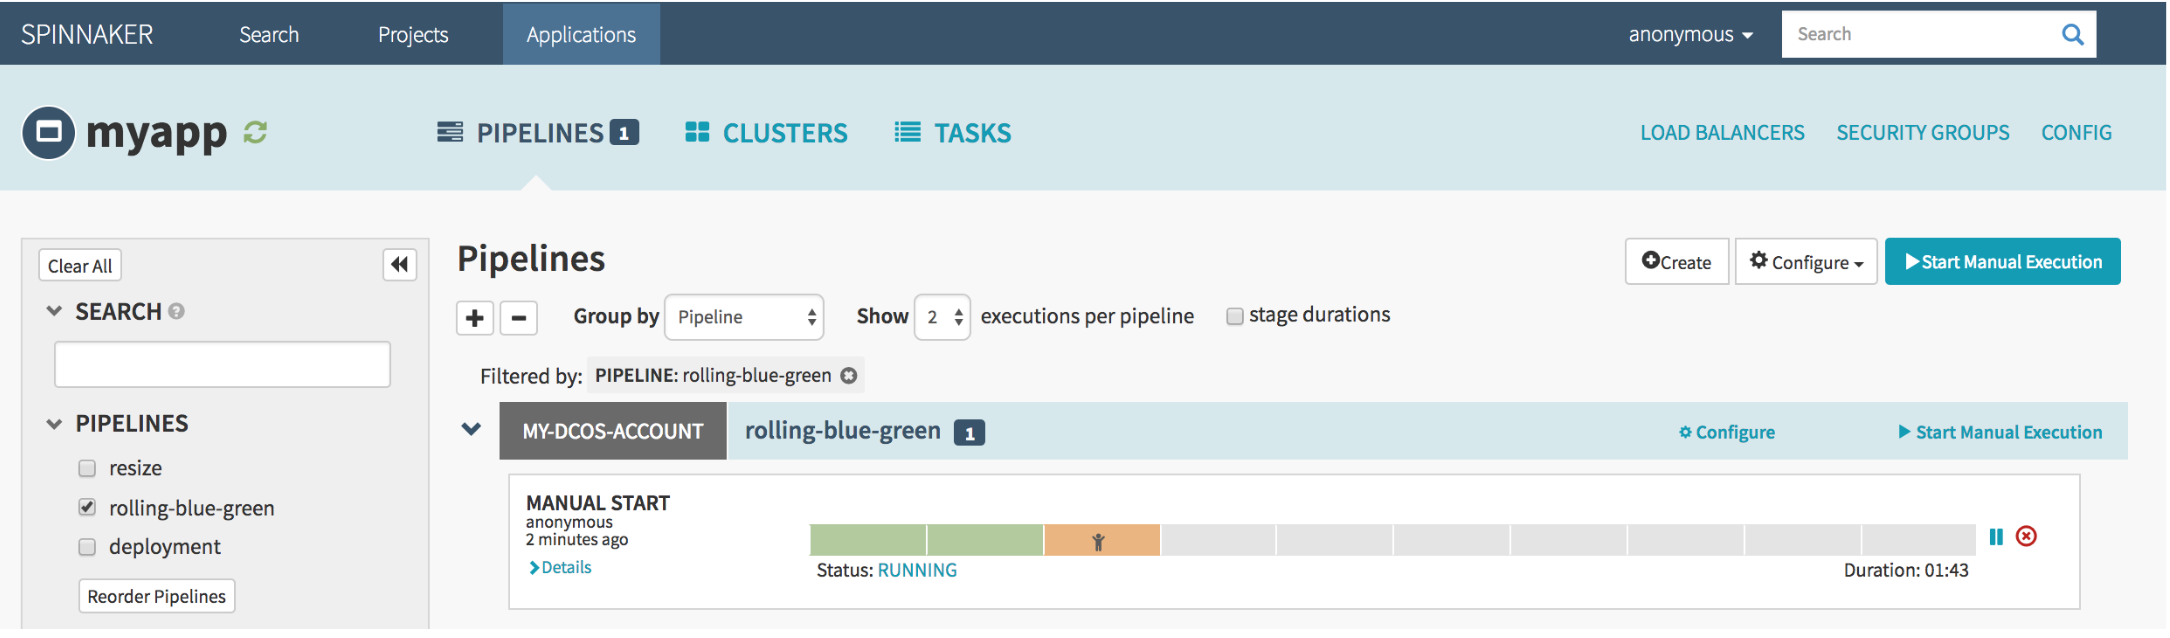 SPINNAKER Search Projects Applications anonymous Search
myapp PIPELINES 1 CLUSTERS TASKS LOAD BALANCERS SECURITY GROUPS CONFIG
Clear All
SEARCH ?
PIPELINES
resize
rolling-blue-green
deployment
Reorder Pipelines
Pipelines Create Configure Start Manual Execution
+ - Group by Pipeline Show 2 executions per pipeline stage durations
Filtered by: PIPELINE: rolling-blue-green
MY-DCOS-ACCOUNT rolling-blue-green 1 Configure Start Manual Execution
MANUAL START
anonymous
2 minutes ago
Details
Status: RUNNING Duration: 01:43